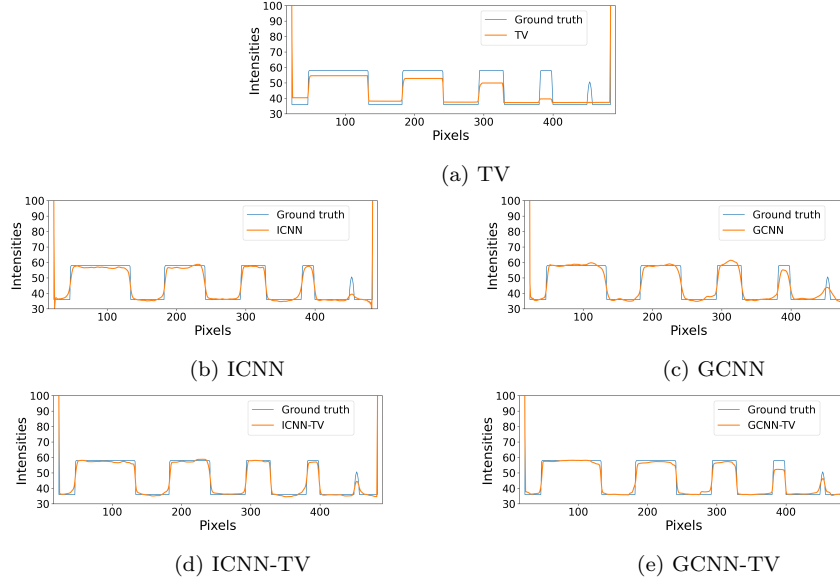 100
90
80
70
60
50
40
30
Intensities
Ground truth
TV
100 200 300 400
Pixels
(a) TV
100
90
80
70
60
50
40
30
Intensities
Ground truth
ICNN
100 200 300 400
Pixels
(b) ICNN
100
90
80
70
60
50
40
30
Intensities
Ground truth
GCNN
100 200 300 400
Pixels
(c) GCNN
100
90
80
70
60
50
40
30
Intensities
Ground truth
ICNN-TV
100 200 300 400
Pixels
(d) ICNN-TV
100
90
80
70
60
50
40
30
Intensities
Ground truth
GCNN-TV
100 200 300 400
Pixels
(e) GCNN-TV